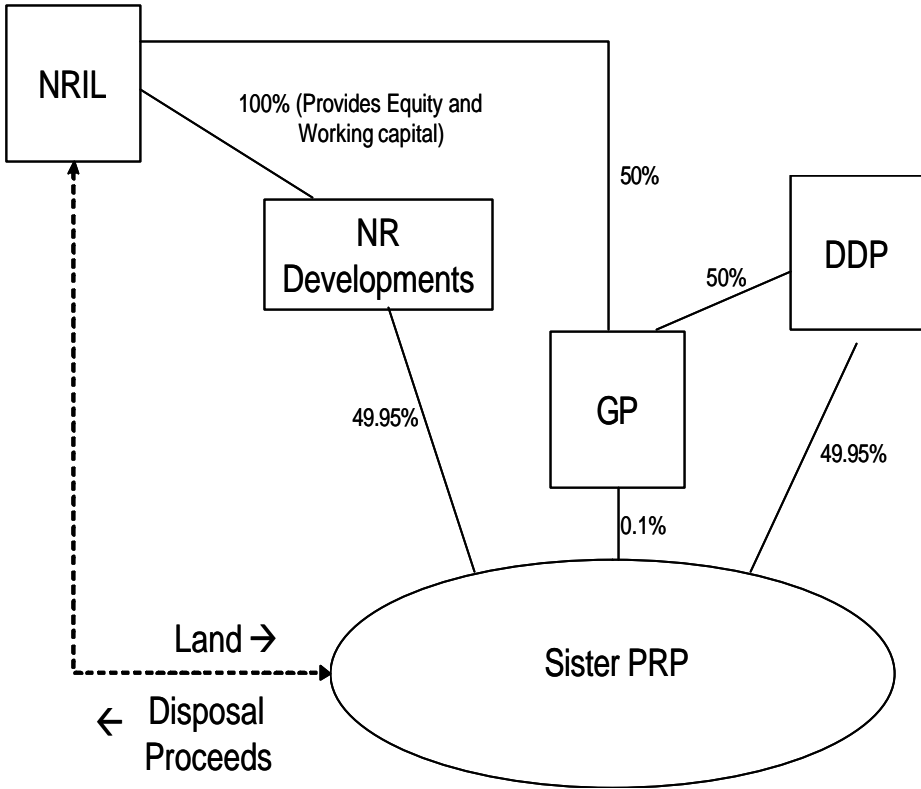 NRIL
100% (Provides Equity and
Working capital)
50%
NR
Developments
DDP
50%
GP
49.95%
49.95%
0.1%
Land →
Sister PRP
← Disposal
Proceeds